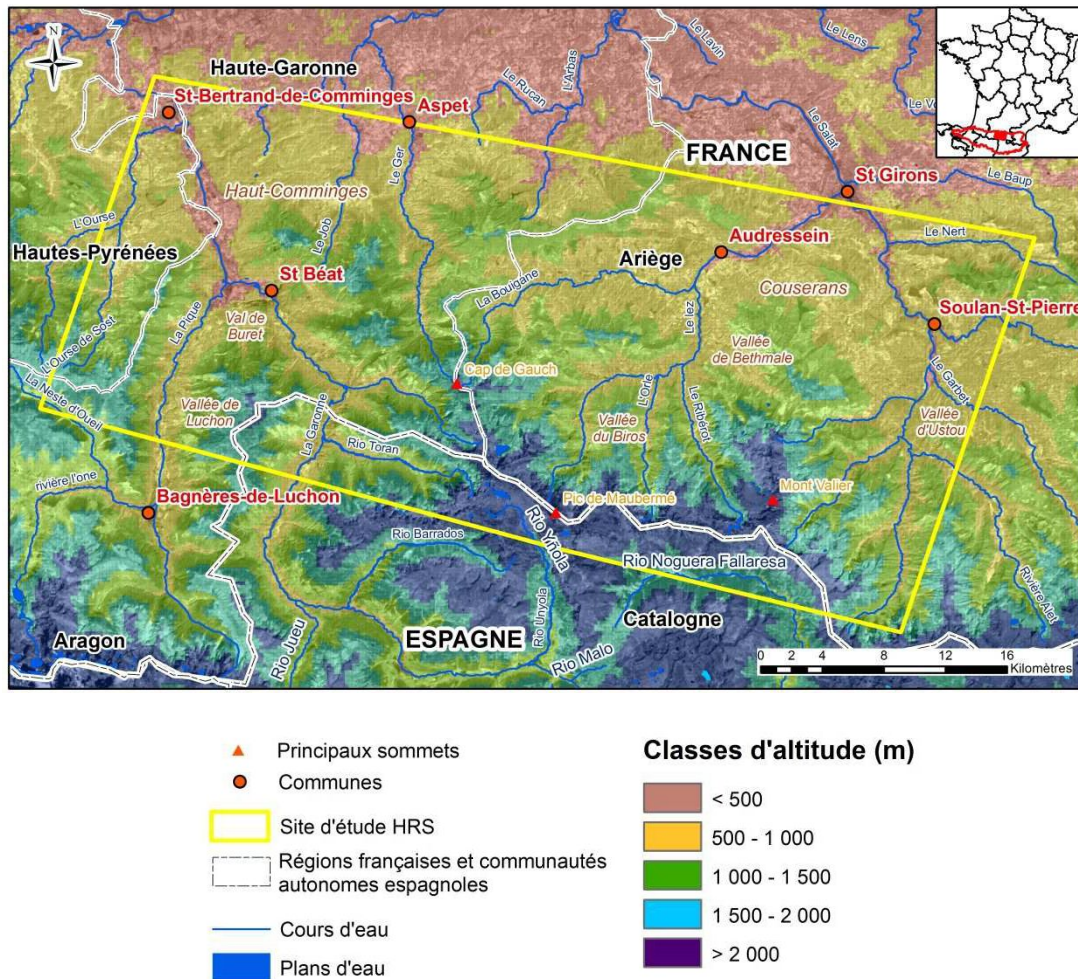 N
Haute-Garonne
Le Lavin
Le Lens
St-Bertrand-de-Comminges
Aspet
Le Rucan
L'Arbas
Le Salat
FRANCE
Le Ger
St Girons
Le Baup
Haut-Comminges
L'Ourse
Le Job
Le Nert
Hautes-Pyrénées
Audressein
Ariège
St Béat
La Bouigane
Couserans
Soulan-St-Pierre
Val de
Buret
La Pique
Le lez
Vallée
de Bethmale
L'Ourse de Sost
Cap de Gauch
Le Garbet
La Neste d'Oueil
Vallée de
Luchon
La Garonne
L'Orle
Le Ribérot
Vallée
du Biros
Vallée
d'Ustou
Rio Toran
rivière l'one
Bagnères-de-Luchon
Pic de Maubermé
Mont Valier
Rio Barrados
Rio Yñola
Rio Noguera Fallaresa
Rivière Alat
Aragon
Rio Jueu
ESPAGNE
Rio Unyola
Rio Malo
Catalogne
0 2 4 8 12 16
Kilomètres
Principaux sommets
Communes
Site d'étude HRS
Régions françaises et communautés
autonomes espagnoles
Cours d'eau
Plans d'eau
Classes d'altitude (m)
< 500
500 - 1 000
1 000 - 1 500
1 500 - 2 000
> 2 000